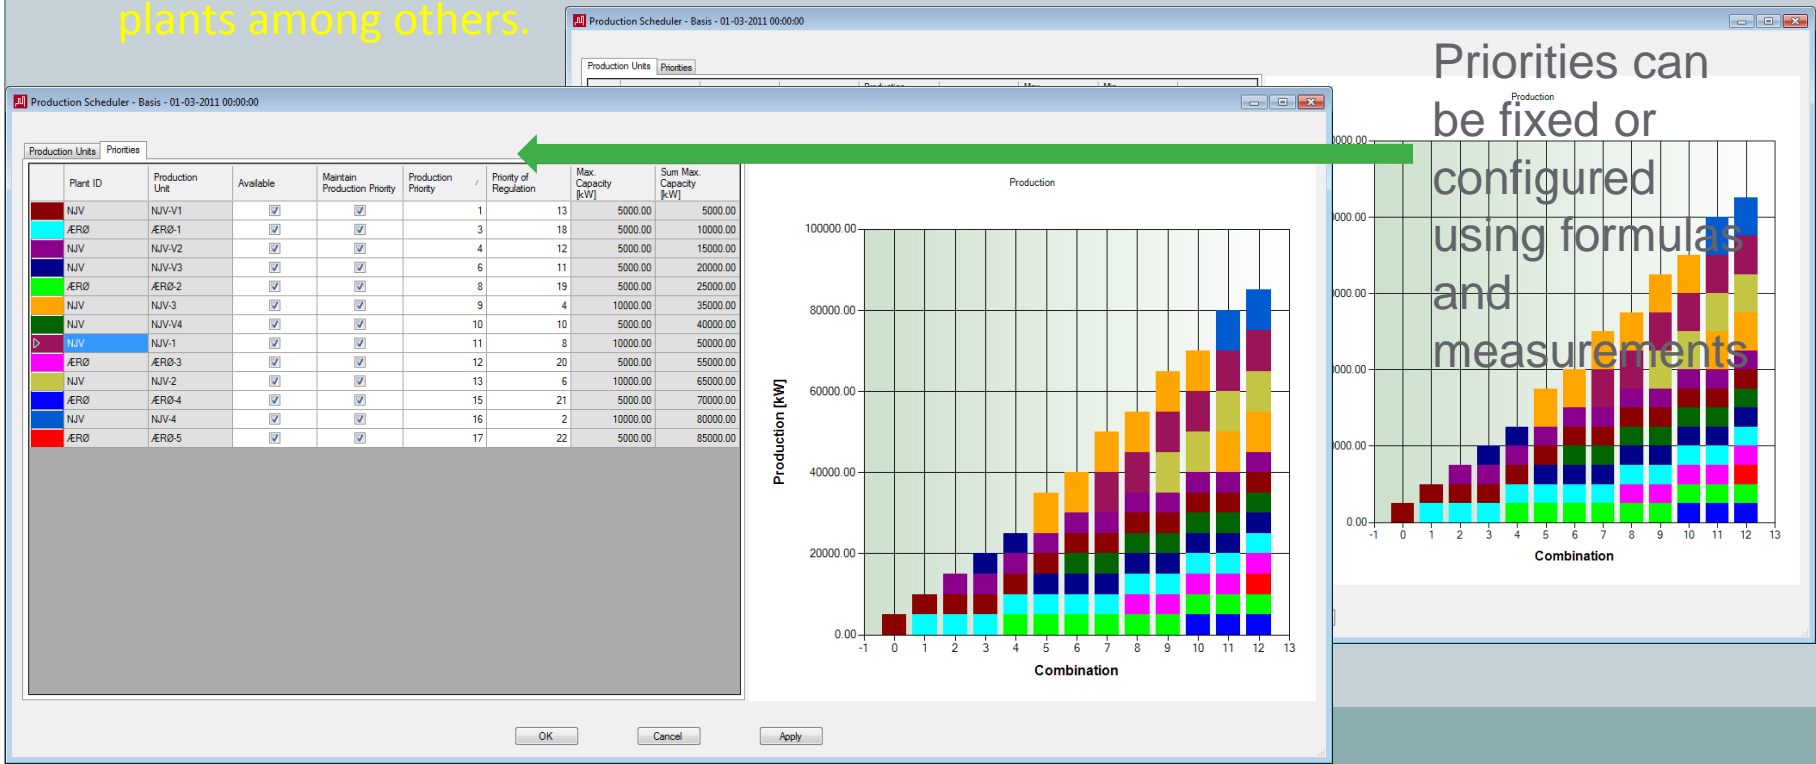 plants among others.
Production Scheduler - Basis - 01-03-2011 00:00:00
Production Units Priorities
Priorities can
be fixed or
configured
using formulas
and
measurements
Production
0.00
-1 0 1 2 3 4 5 6 7 8 9 10 11 12 13
Combination
Production Scheduler - Basis - 01-03-2011 00:00:00
Production Units Priorities
Plant ID Production Unit Available Maintain Production Priority Production Priority / Priority of Regulation Max. Capacity [kW] Sum Max. Capacity [kW]
NJV NJV-V1 1 13 5000.00 5000.00
ÆRØ ÆRØ-1 3 18 5000.00 10000.00
NJV NJV-V2 4 12 5000.00 15000.00
NJV NJV-V3 6 11 5000.00 20000.00
ÆRØ ÆRØ-2 8 19 5000.00 25000.00
NJV NJV-3 9 4 10000.00 35000.00
NJV NJV-V4 10 10 5000.00 40000.00
NJV NJV-1 11 8 10000.00 50000.00
ÆRØ ÆRØ-3 12 20 5000.00 55000.00
NJV NJV-2 13 6 10000.00 65000.00
ÆRØ ÆRØ-4 15 21 5000.00 70000.00
NJV NJV-4 16 2 10000.00 80000.00
ÆRØ ÆRØ-5 17 22 5000.00 85000.00
Production
100000.00
80000.00
60000.00
40000.00
20000.00
0.00
Production [kW]
-1 0 1 2 3 4 5 6 7 8 9 10 11 12 13
Combination
OK Cancel Apply